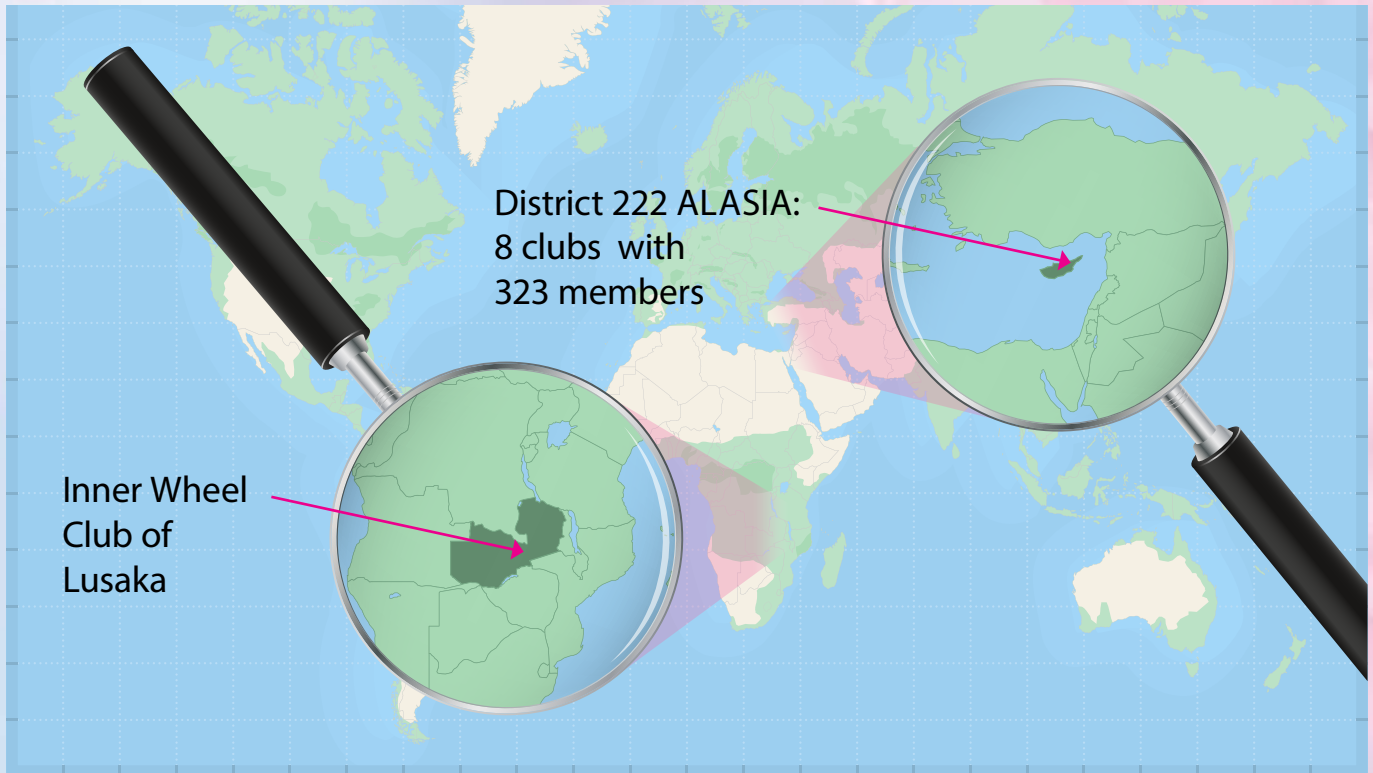 District 222 ALASIA:
8 clubs with
323 members
Inner Wheel
Club of
Lusaka